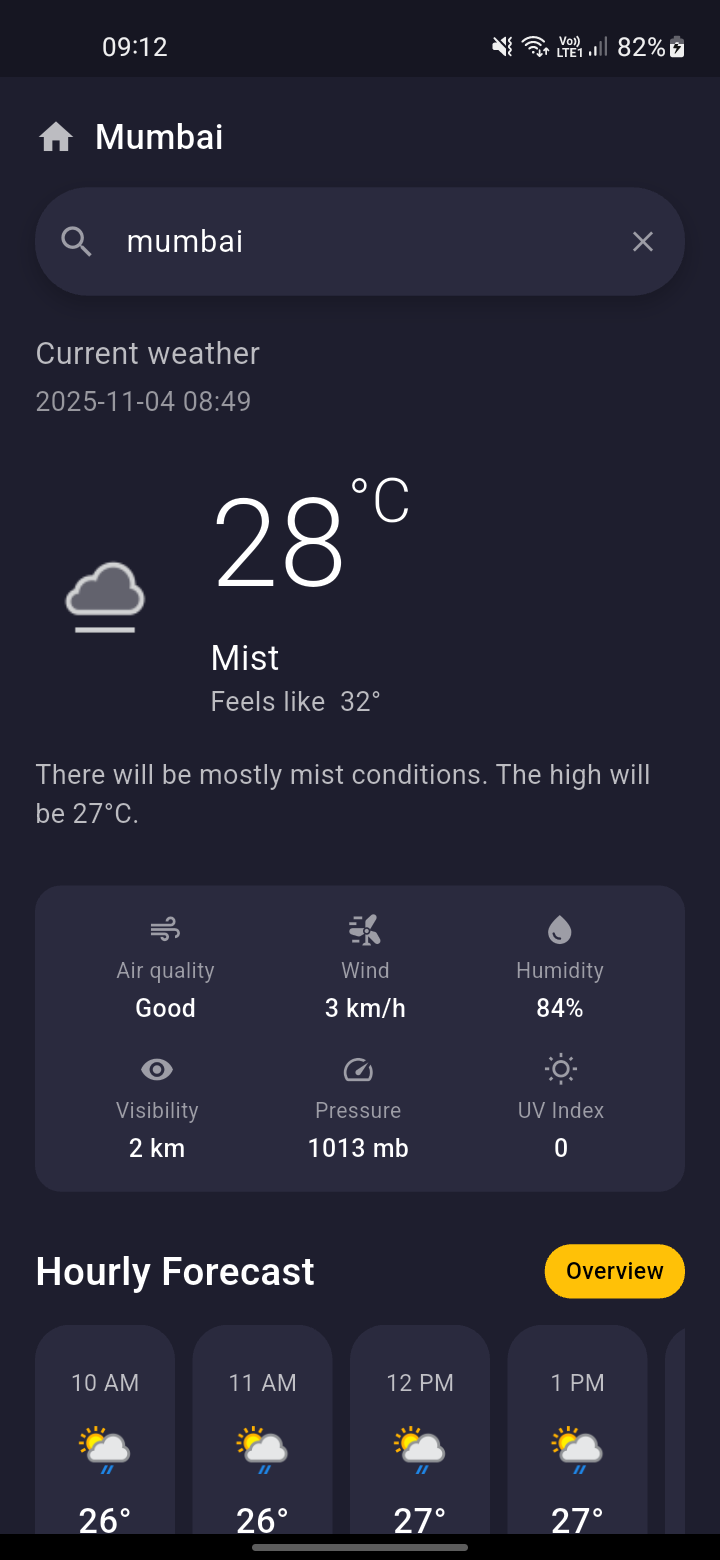 09:12 Vo)) LTE1 82%
Mumbai
mumbai
Current weather
2025-11-04 08:49
28°C
Mist
Feels like 32°
There will be mostly mist conditions. The high will
be 27°C.
Air quality Wind Humidity
Good 3 km/h 84%
Visibility Pressure UV Index
2 km 1013 mb 0
Hourly Forecast Overview
10 AM 11 AM 12 PM 1 PM
26° 26° 27° 27°